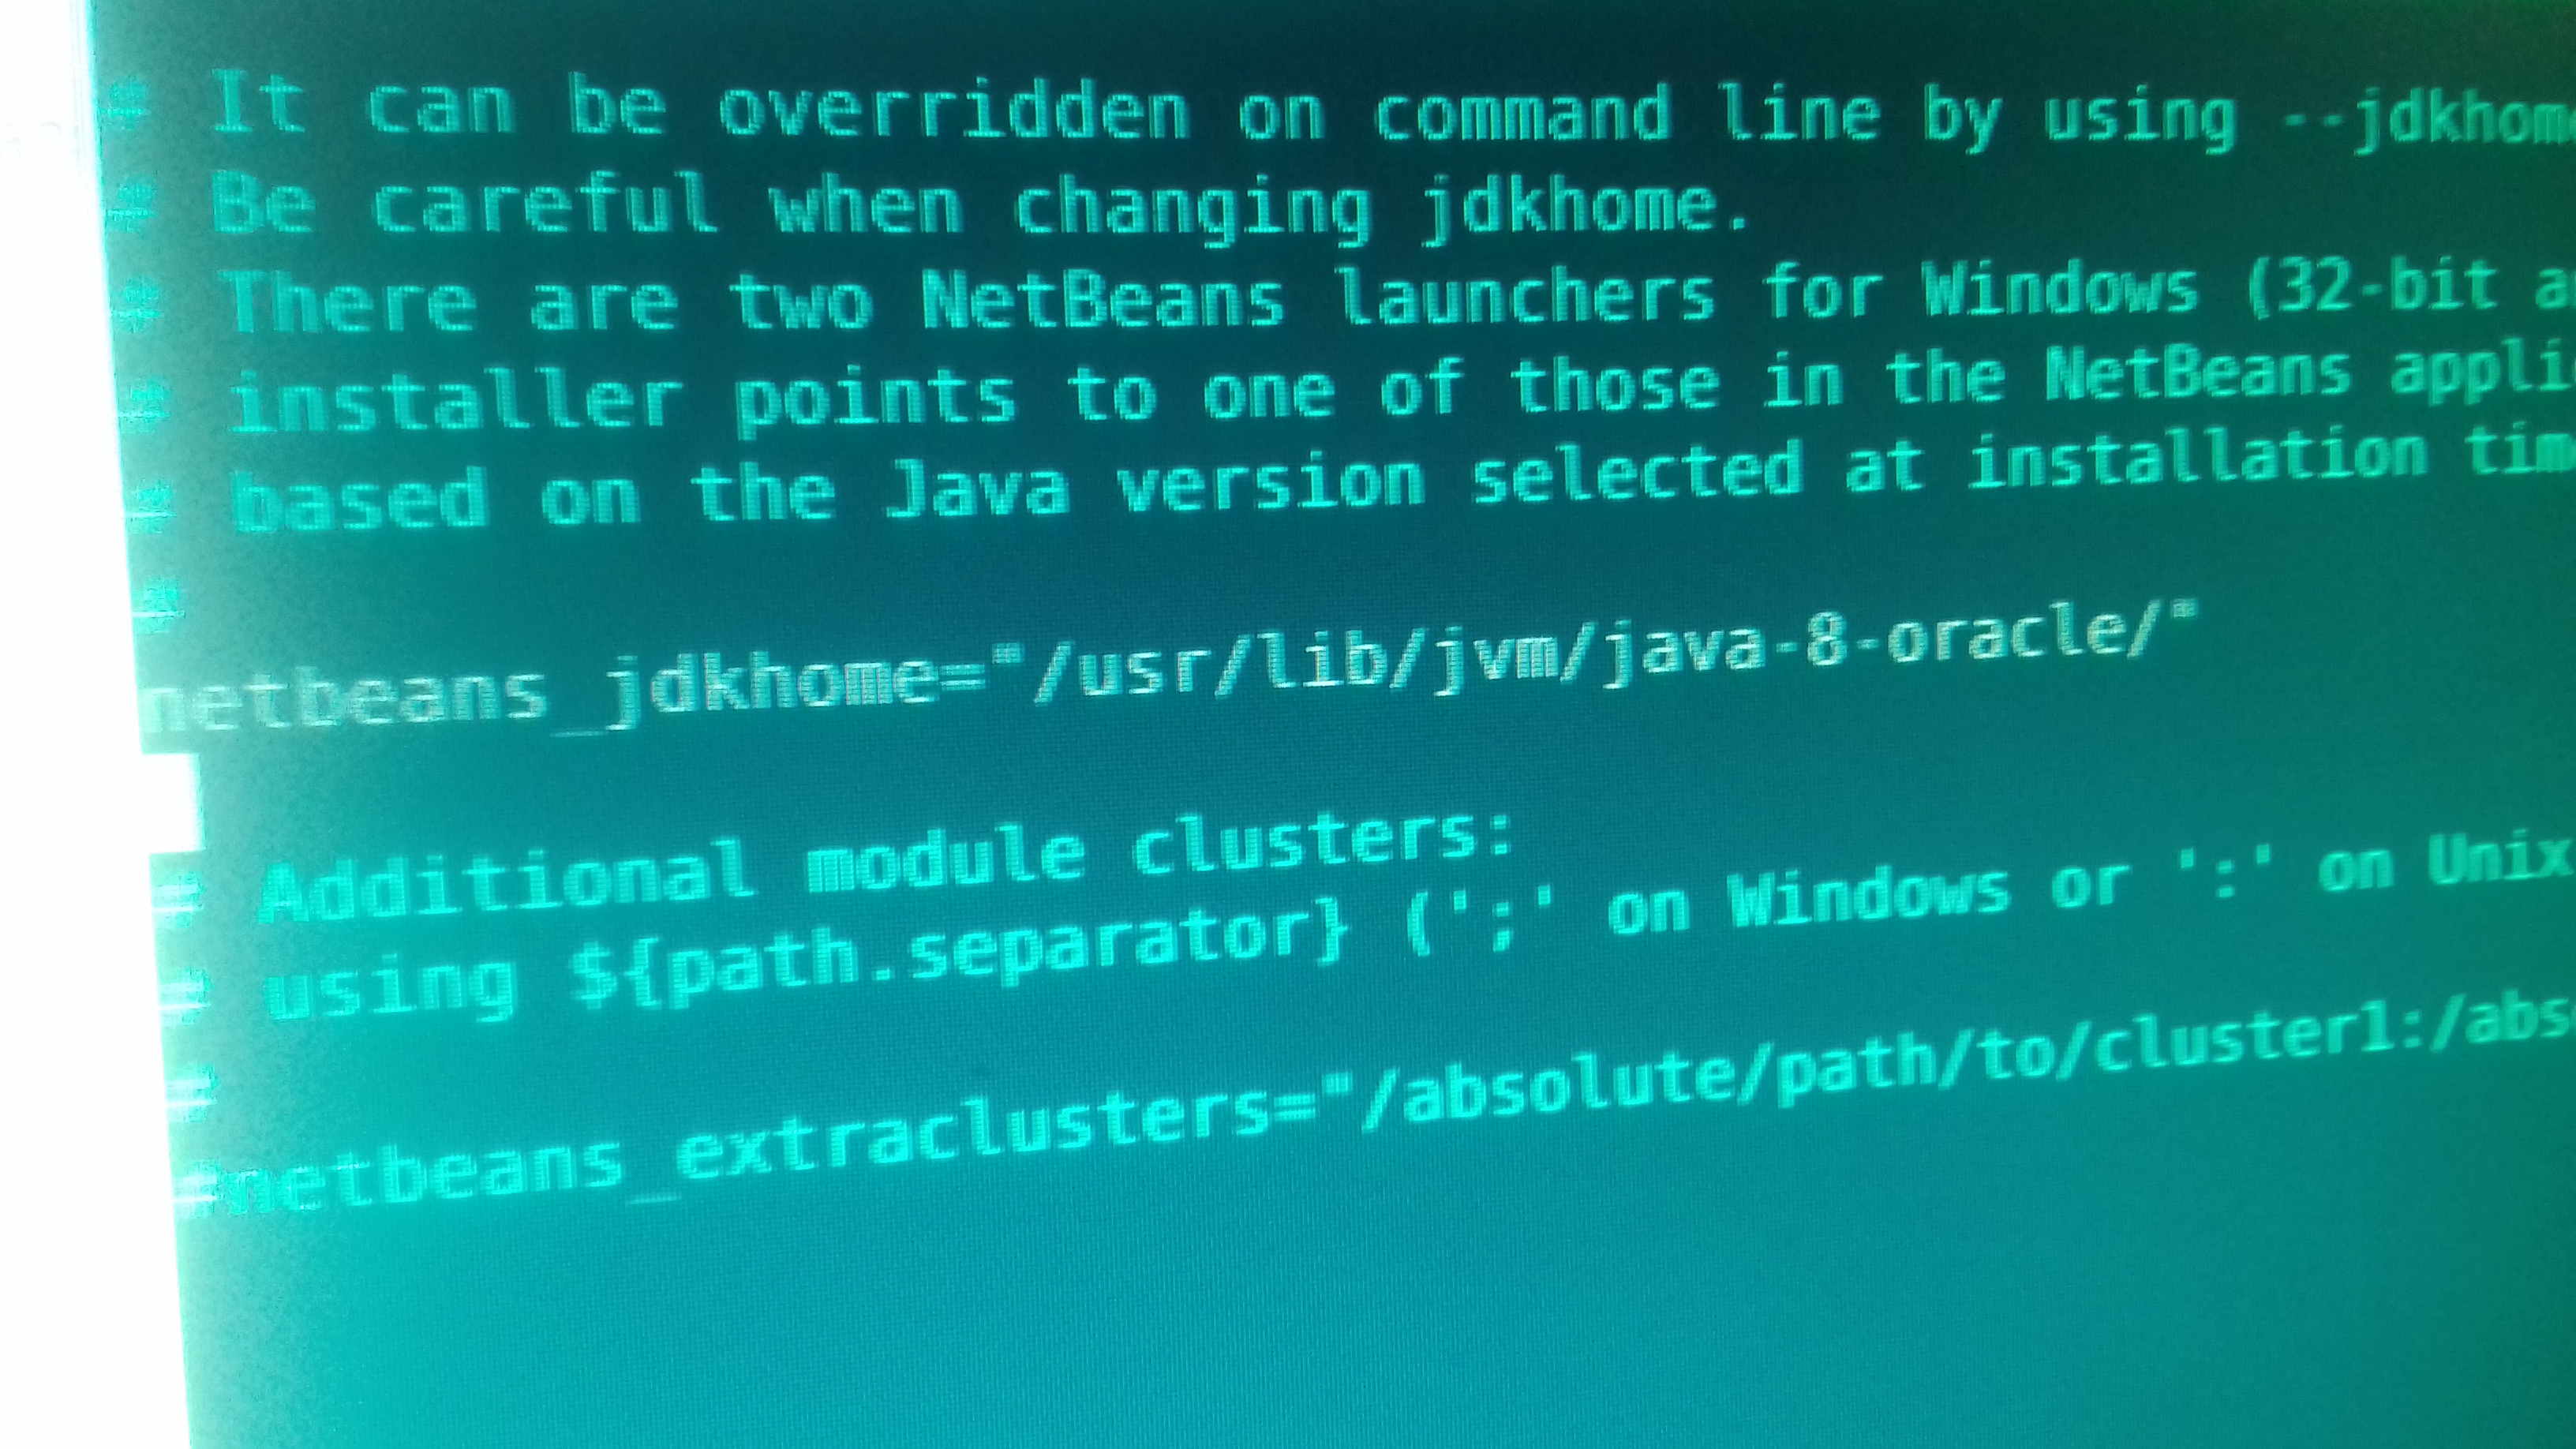 # It can be overridden on command line by using --jdkhom
# Be careful when changing jdkhome.
# There are two NetBeans launchers for Windows (32-bit a
# installer points to one of those in the NetBeans appli
# based on the Java version selected at installation tim
#
netbeans_jdkhome="/usr/lib/jvm/java-8-oracle/"
# Additional module clusters:
# using ${path.separator} (';' on Windows or ':' on Unix
#
#netbeans_extraclusters="/absolute/path/to/cluster1:/abs